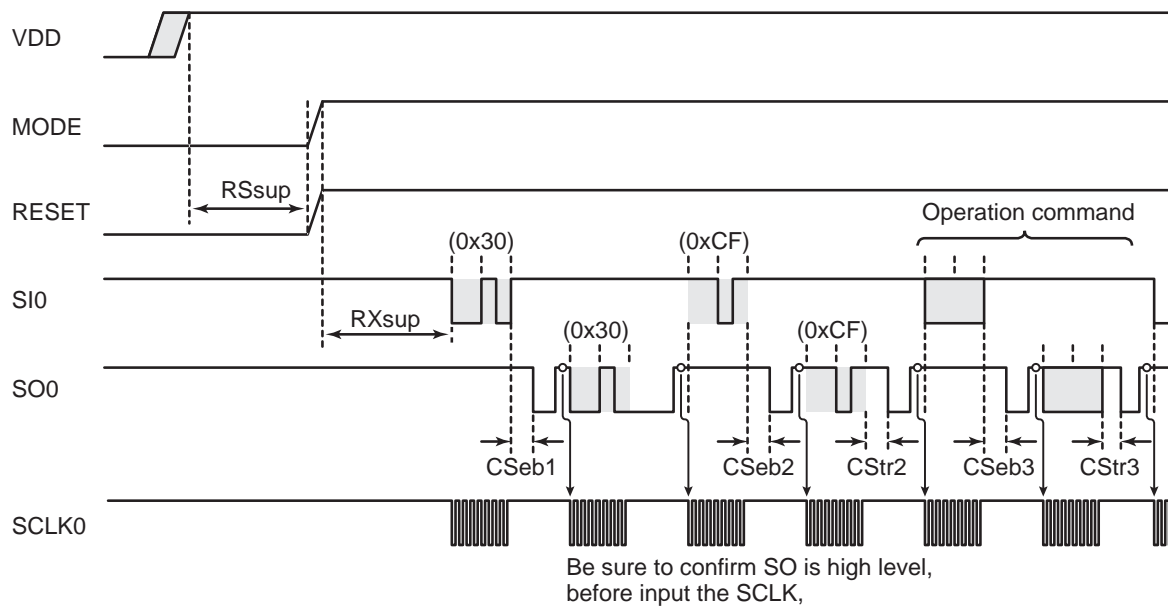 VDD
MODE
RSsup
RESET
Operation command
(0x30)
(0xCF)
SI0
RXsup
(0x30)
(0xCF)
SO0
CSeb1
CSeb2
CStr2
CSeb3
CStr3
SCLK0
Be sure to confirm SO is high level,
before input the SCLK,